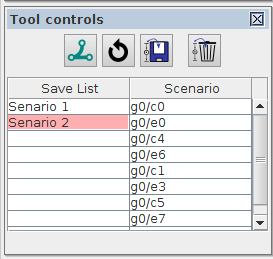 Tool controls
Save List Scenario
Senario 1 g0/c0
Senario 2 g0/e0
g0/c4
g0/e6
g0/c1
g0/e3
g0/c5
g0/e7